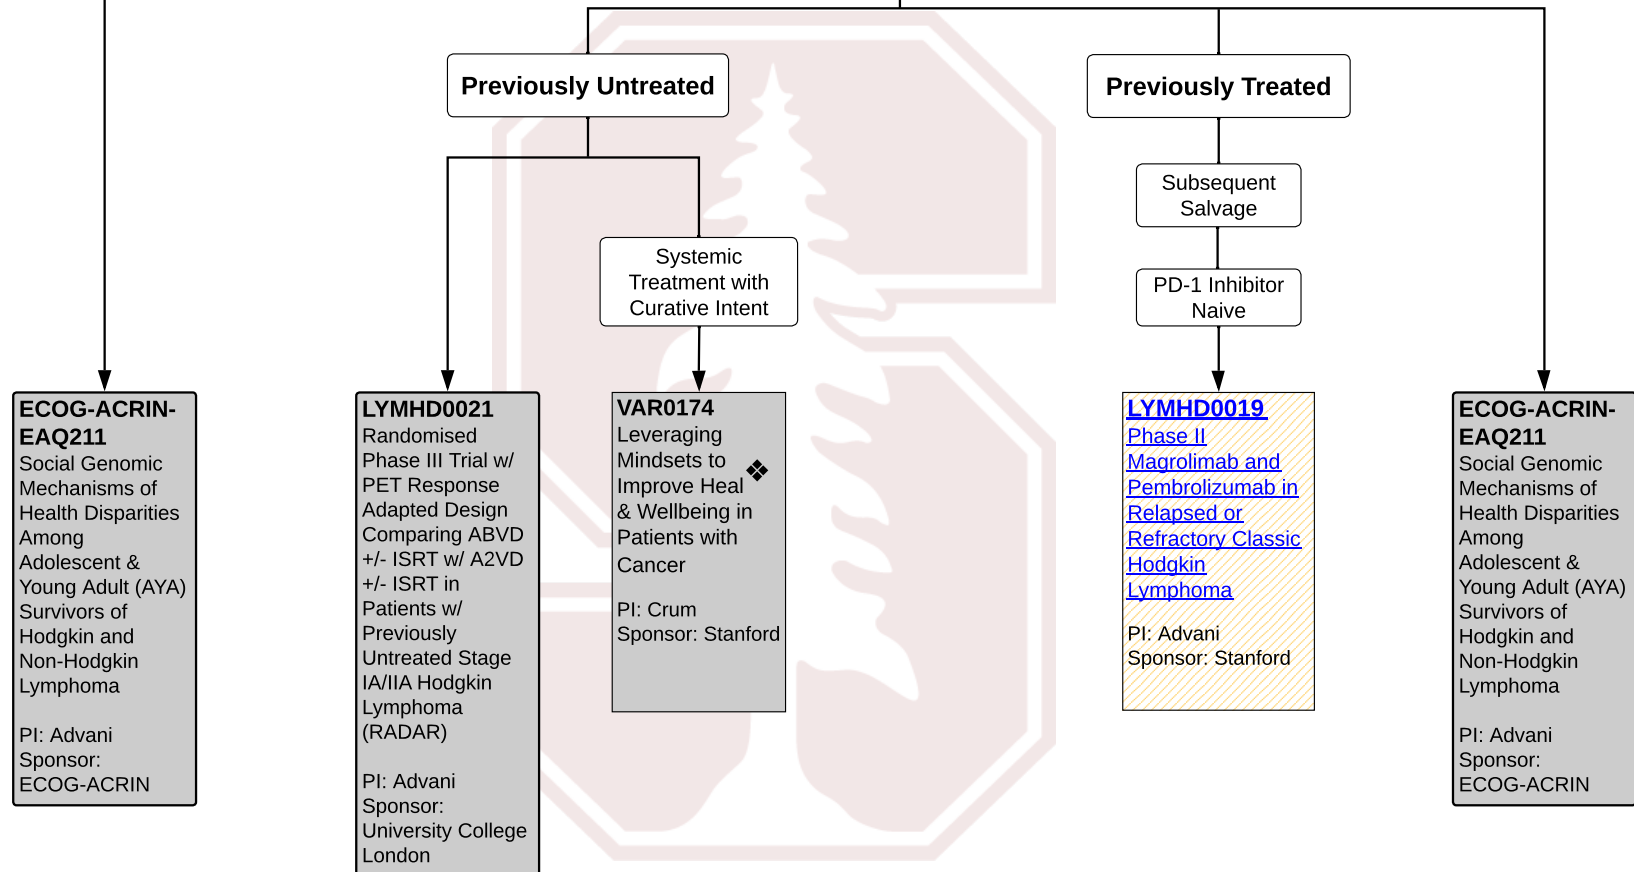 Previously Untreated
Previously Treated
Subsequent
Salvage
Systemic
Treatment with
Curative Intent
PD-1 Inhibitor
Naive
ECOG-ACRIN-
EAQ211
Social Genomic
Mechanisms of
Health Disparities
Among
Adolescent &
Young Adult (AYA)
Survivors of
Hodgkin and
Non-Hodgkin
Lymphoma
PI: Advani
Sponsor:
ECOG-ACRIN
LYMHD0021
Randomised
Phase III Trial w/
PET Response
Adapted Design
Comparing ABVD
+/- ISRT w/ A2VD
+/- ISRT in
Patients w/
Previously
Untreated Stage
IA/IIA Hodgkin
Lymphoma
(RADAR)
PI: Advani
Sponsor:
University College
London
VAR0174
Leveraging
Mindsets to
Improve Heal
& Wellbeing in
Patients with
Cancer
PI: Crum
Sponsor: Stanford
LYMHD0019
Phase II
Magrolimab and
Pembrolizumab in
Relapsed or
Refractory Classic
Hodgkin
Lymphoma
PI: Advani
Sponsor: Stanford
ECOG-ACRIN-
EAQ211
Social Genomic
Mechanisms of
Health Disparities
Among
Adolescent &
Young Adult (AYA)
Survivors of
Hodgkin and
Non-Hodgkin
Lymphoma
PI: Advani
Sponsor:
ECOG-ACRIN